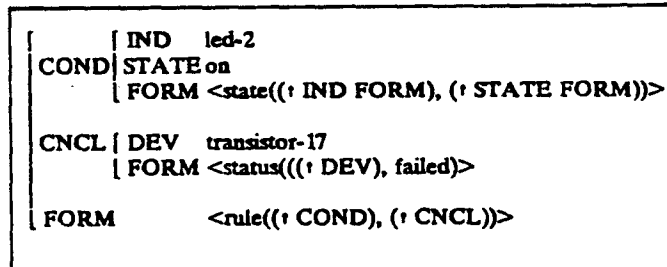 [ [ IND led-2
COND [ STATE on
[ FORM <state((↑ IND FORM), (↑ STATE FORM))>
CNCL [ DEV transistor-17
[ FORM <status(((↑ DEV), failed)>
[ FORM <rule((↑ COND), (↑ CNCL))>